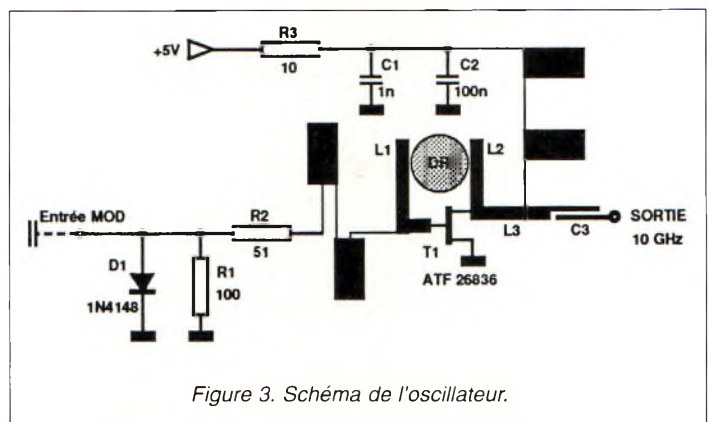 R3
+5V
10
C1
1n
C2
100n
L1
DR
L2
Entrée MOD
R2
51
D1
1N4148
R1
100
T1
ATF 26836
L3
C3
SORTIE
10 GHz
Figure 3. Schéma de l'oscillateur.